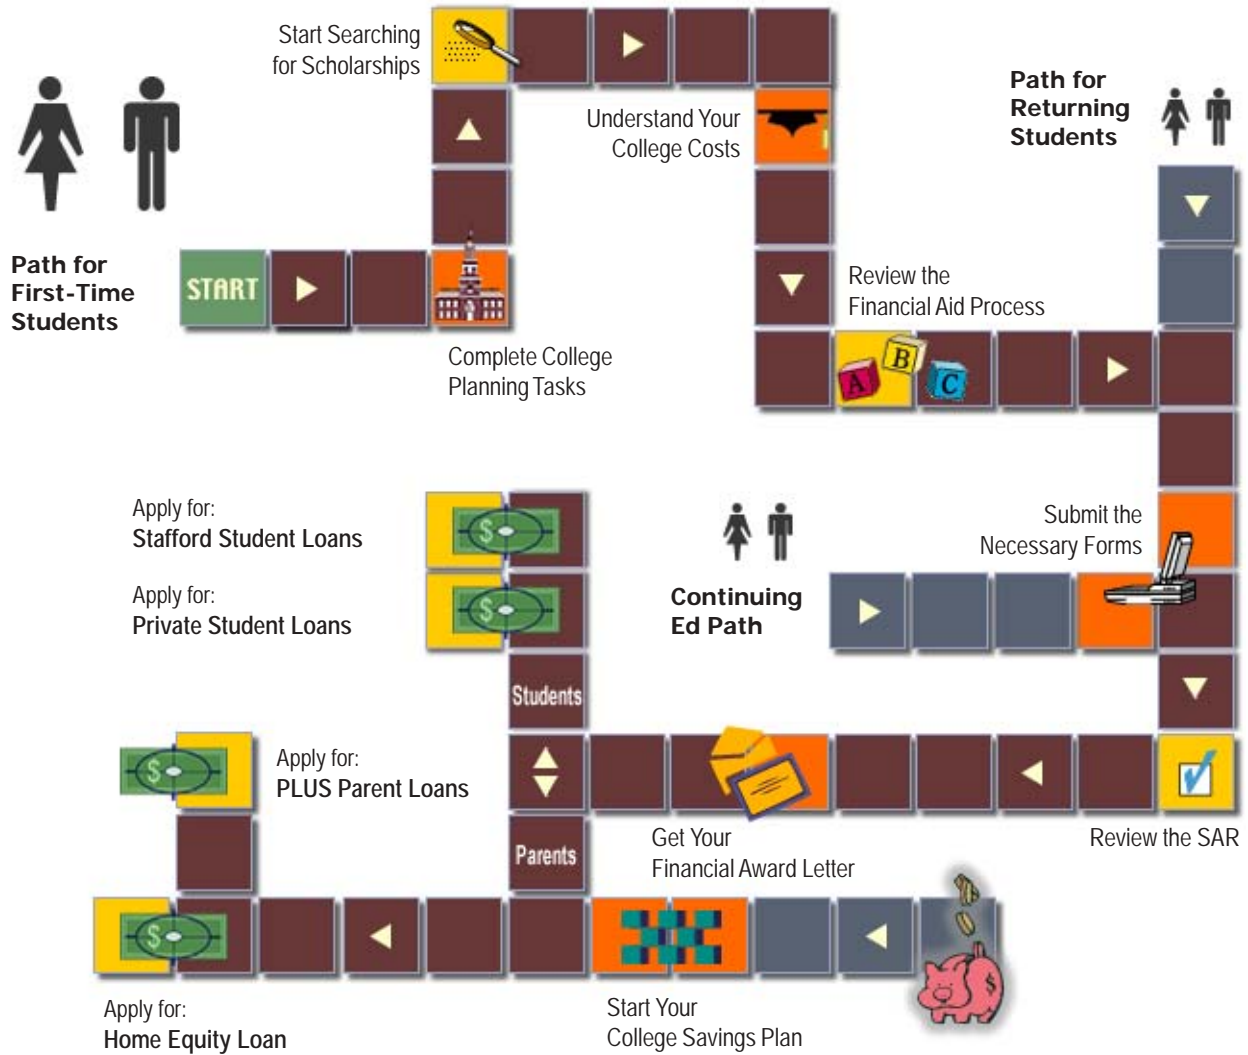 Start Searching
for Scholarships
Path for
Returning
Students
Understand Your
College Costs
Path for
First-Time
Students
START
Review the
Financial Aid Process
Complete College
Planning Tasks
A
B
C
Apply for:
Stafford Student Loans
Submit the
Necessary Forms
$
Apply for:
Private Student Loans
$
Continuing
Ed Path
Students
Apply for:
PLUS Parent Loans
$
Get Your
Financial Award Letter
Review the SAR
Parents
$
$
Apply for:
Home Equity Loan
Start Your
College Savings Plan